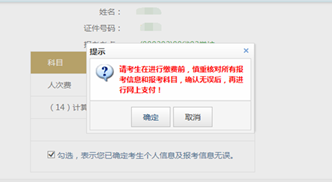 姓名：
证件号码：
提示
科目
请考生在进行缴费前，慎重核对所有报
考信息和报考科目，确认无误后，再进
行网上支付！
人次费
（14）计算
确定
取消
勾选，表示您已确定考生个人信息及报考信息无误。